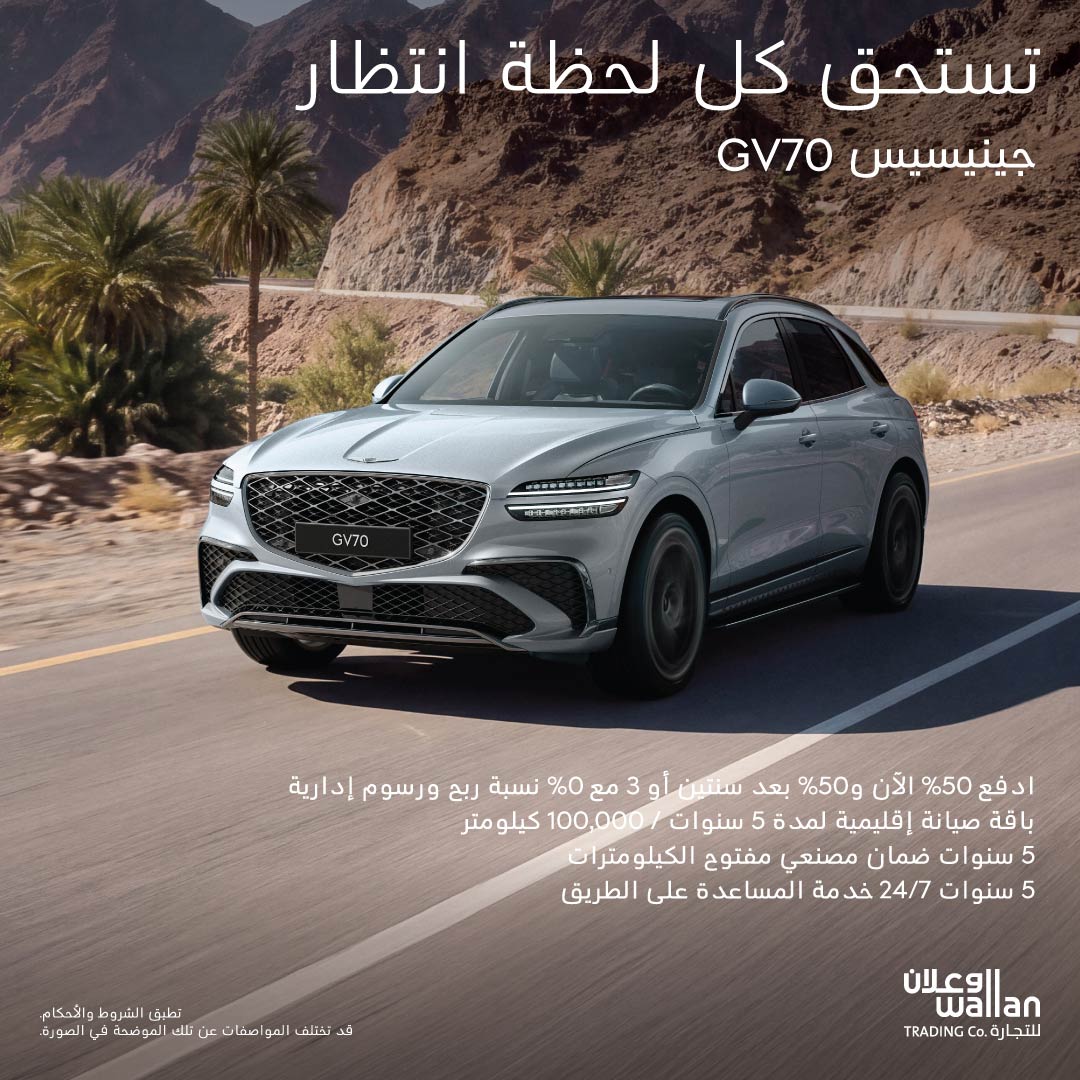 تستحق كل لحظة انتظار
جينيسيس GV70
GV70
ادفع 50% الآن و50% بعد سنتين أو 3 مع 0% نسبة ربح ورسوم إدارية
باقة صيانة إقليمية لمدة 5 سنوات / 100,000 كيلومتر
5 سنوات ضمان مصنعي مفتوح الكيلومترات
5 سنوات 24/7 خدمة المساعدة على الطريق
الوعلان
wallan
TRADING Co. للتجارة
تطبق الشروط والأحكام.
قد تختلف المواصفات عن تلك الموضحة في الصورة.